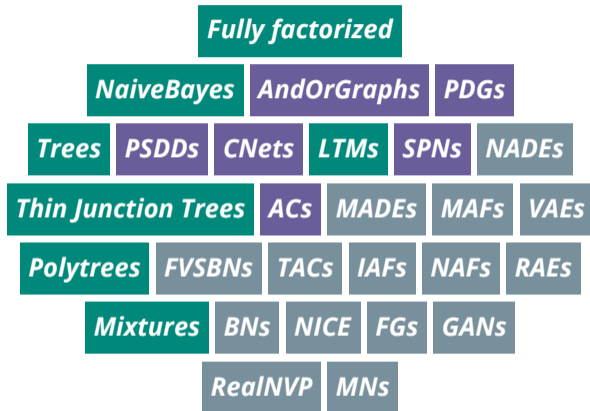 Fully factorized
NaiveBayes AndOrGraphs PDGs
Trees PSDDs CNets LTMs SPNs NADEs
Thin Junction Trees ACs MADEs MAFs VAEs
Polytrees FVSBNs TACs IAFs NAFs RAEs
Mixtures BNs NICE FGs GANs
RealNVP MNs